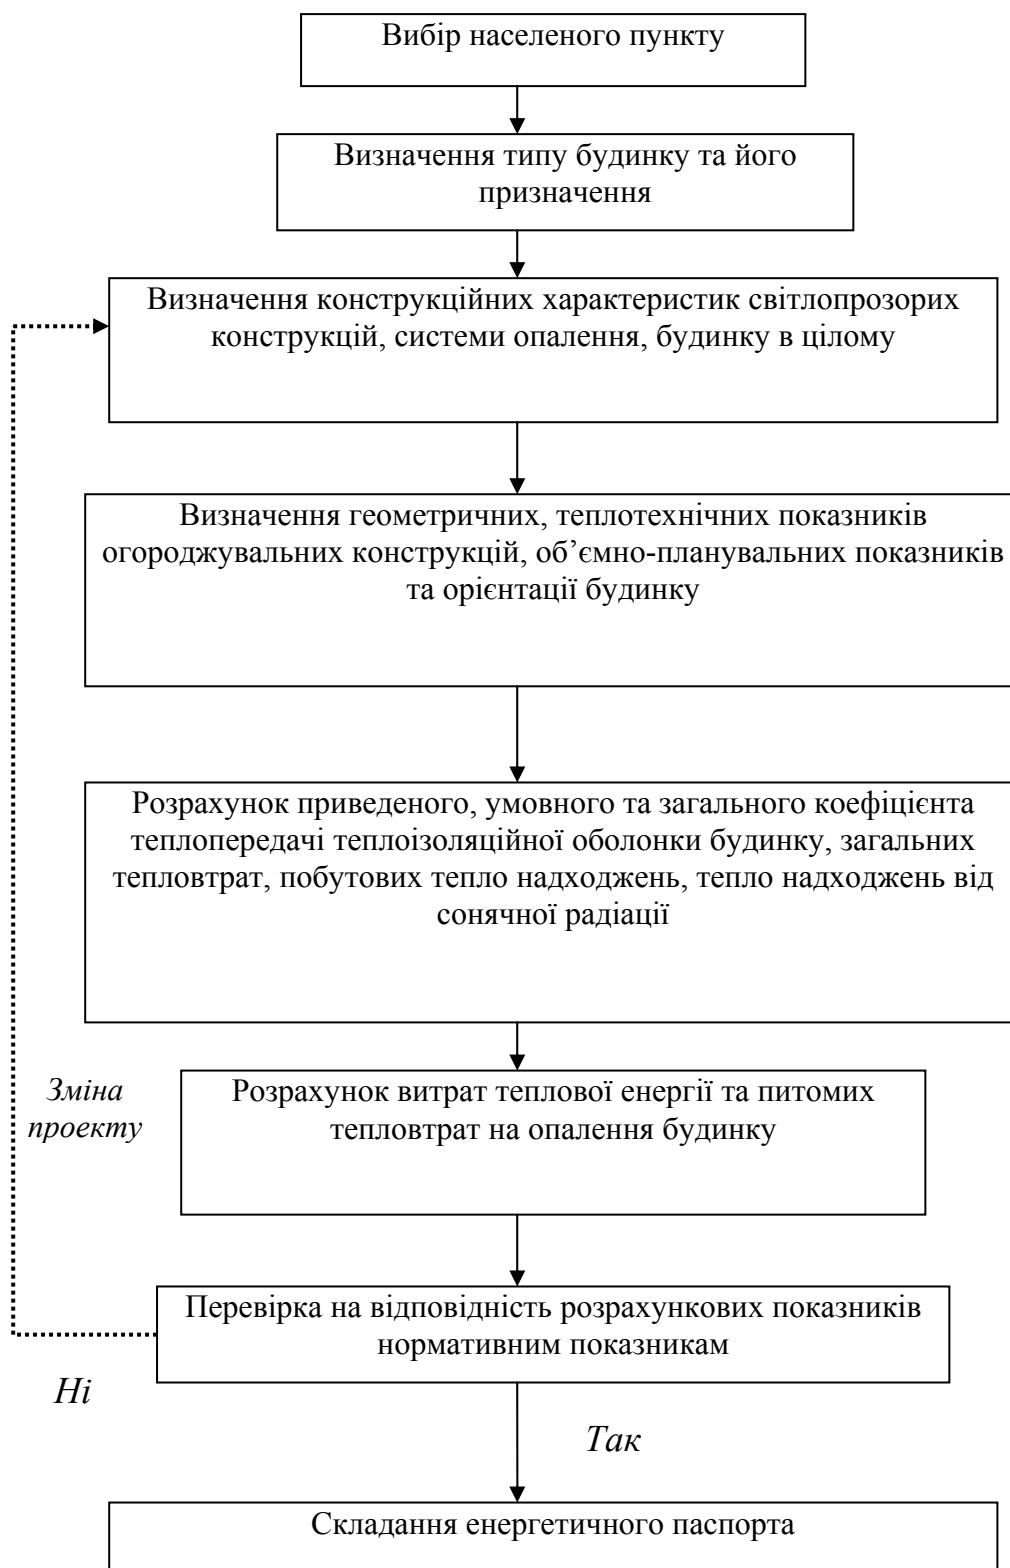 Вибір населеного пункту
Визначення типу будинку та його
призначення
Визначення конструкційних характеристик світлопрозорих
конструкцій, системи опалення, будинку в цілому
Визначення геометричних, теплотехнічних показників
огороджувальних конструкцій, об’ємно-планувальних показників
та орієнтації будинку
Розрахунок приведеного, умовного та загального коефіцієнта
теплопередачі теплоізоляційної оболонки будинку, загальних
тепловтрат, побутових тепло надходжень, тепло надходжень від
сонячної радіації
Зміна
проекту
Розрахунок витрат теплової енергії та питомих
тепловтрат на опалення будинку
Перевірка на відповідність розрахункових показників
нормативним показникам
Ні
Так
Складання енергетичного паспорта